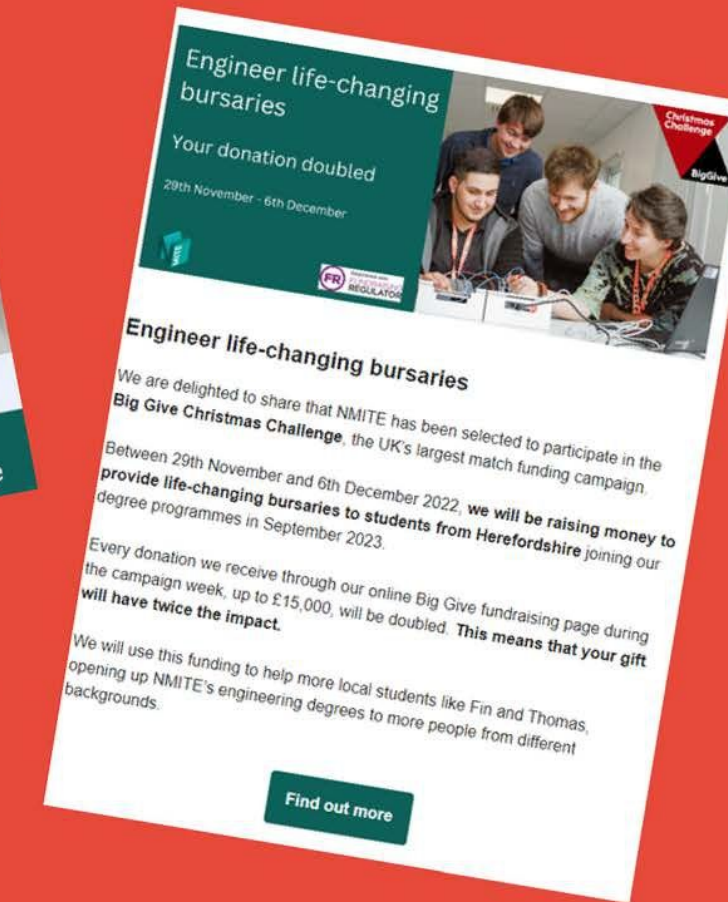 Engineer life-changing
bursaries
Your donation doubled
29th November - 6th December
Christmas
Challenge
BigGive
NMITE
FR
Registered with
FUNDRAISING
REGULATOR
Engineer life-changing bursaries
We are delighted to share that NMITE has been selected to participate in the
Big Give Christmas Challenge, the UK's largest match funding campaign.
Between 29th November and 6th December 2022, we will be raising money to
provide life-changing bursaries to students from Herefordshire joining our
degree programmes in September 2023.
Every donation we receive through our online Big Give fundraising page during
the campaign week, up to £15,000, will be doubled. This means that your gift
will have twice the impact.
We will use this funding to help more local students like Fin and Thomas,
opening up NMITE's engineering degrees to more people from different
backgrounds.
Find out more